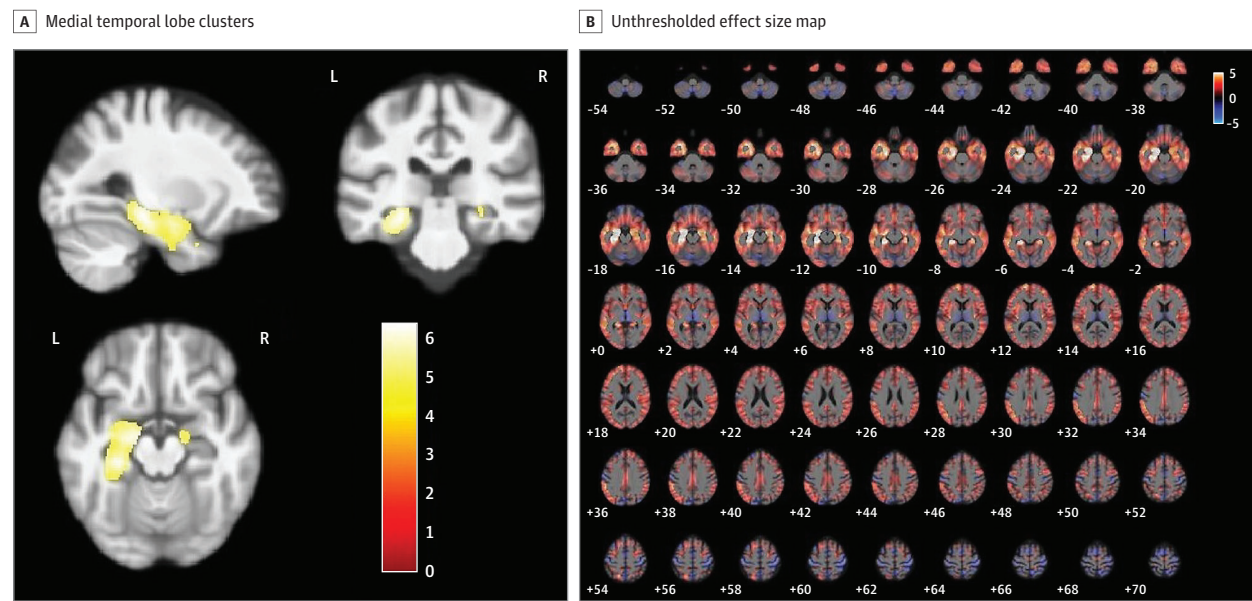 A Medial temporal lobe clusters
L R
L R
6
5
4
3
2
1
0
B Unthresholded effect size map
5
0
-5
-54 -52 -50 -48 -46 -44 -42 -40 -38
-36 -34 -32 -30 -28 -26 -24 -22 -20
-18 -16 -14 -12 -10 -8 -6 -4 -2
+0 +2 +4 +6 +8 +10 +12 +14 +16
+18 +20 +22 +24 +26 +28 +30 +32 +34
+36 +38 +40 +42 +44 +46 +48 +50 +52
+54 +56 +58 +60 +62 +64 +66 +68 +70